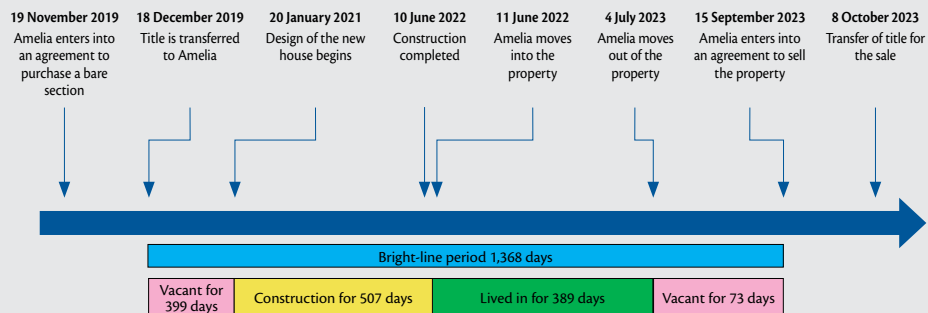 19 November 2019
Amelia enters into
an agreement to
purchase a bare
section
18 December 2019
Title is transferred
to Amelia
20 January 2021
Design of the new
house begins
10 June 2022
Construction
completed
11 June 2022
Amelia moves
into the
property
4 July 2023
Amelia moves
out of the
property
15 September 2023
Amelia enters into
an agreement to sell
the property
8 October 2023
Transfer of title for
the sale
Bright-line period 1,368 days
Vacant for
399 days
Construction for 507 days
Lived in for 389 days
Vacant for 73 days